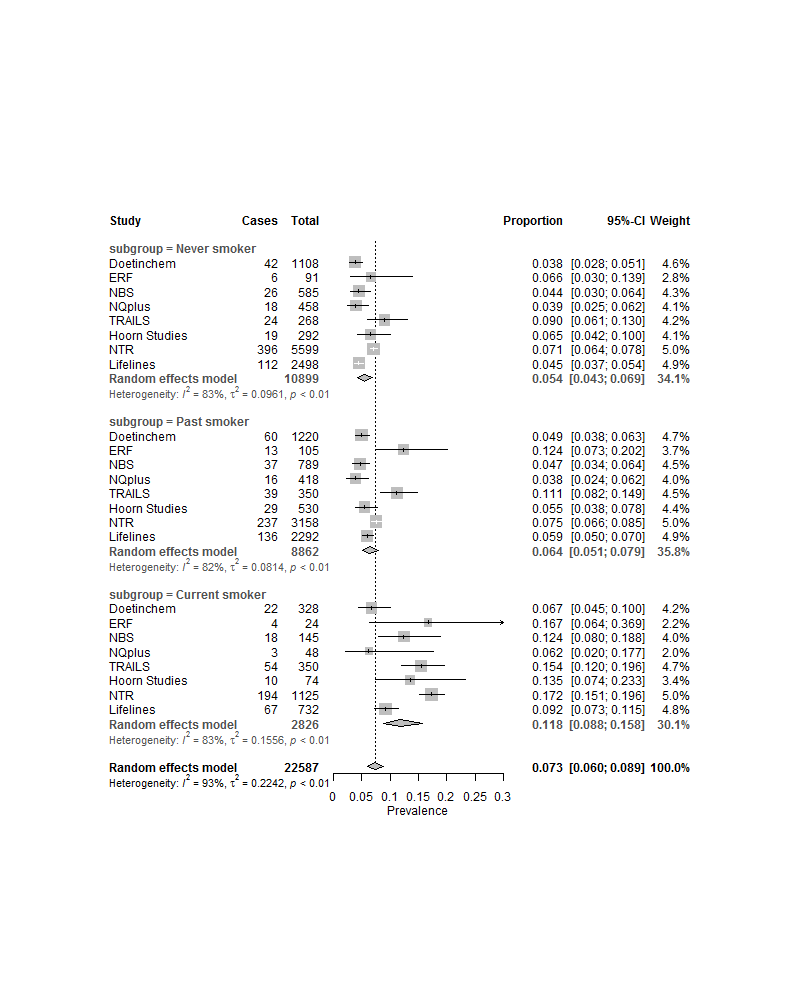 Study Cases Total Proportion 95%-CI Weight
subgroup = Never smoker
Doetinchem 42 1108 0.038 [0.028; 0.051] 4.6%
ERF 6 91 0.066 [0.030; 0.139] 2.8%
NBS 26 585 0.044 [0.030; 0.064] 4.3%
NQplus 18 458 0.039 [0.025; 0.062] 4.1%
TRAILS 24 268 0.090 [0.061; 0.130] 4.2%
Hoorn Studies 19 292 0.065 [0.042; 0.100] 4.0%
NTR 396 5599 0.071 [0.064; 0.078] 5.0%
Lifelines 112 2498 0.045 [0.037; 0.054] 4.9%
Random effects model 10899 0.054 [0.043; 0.069] 34.1%
Heterogeneity: I² = 83%, τ² = 0.0961, p < 0.01
subgroup = Past smoker
Doetinchem 60 1220 0.049 [0.038; 0.063] 4.7%
ERF 13 105 0.124 [0.073; 0.202] 3.7%
NBS 37 789 0.047 [0.034; 0.064] 4.5%
NQplus 16 418 0.038 [0.024; 0.062] 4.0%
TRAILS 39 350 0.111 [0.082; 0.149] 4.5%
Hoorn Studies 29 530 0.055 [0.038; 0.078] 4.4%
NTR 237 3158 0.075 [0.066; 0.085] 5.0%
Lifelines 136 2292 0.059 [0.050; 0.070] 4.9%
Random effects model 8862 0.064 [0.051; 0.079] 35.8%
Heterogeneity: I² = 82%, τ² = 0.0814, p < 0.01
subgroup = Current smoker
Doetinchem 22 328 0.067 [0.045; 0.100] 4.2%
ERF 4 24 0.167 [0.064; 0.369] 2.2%
NBS 18 145 0.124 [0.080; 0.188] 4.0%
NQplus 3 48 0.062 [0.020; 0.177] 2.0%
TRAILS 54 350 0.154 [0.120; 0.196] 4.7%
Hoorn Studies 10 74 0.135 [0.074; 0.233] 3.4%
NTR 194 1125 0.172 [0.151; 0.196] 5.0%
Lifelines 67 732 0.092 [0.073; 0.115] 4.8%
Random effects model 2826 0.118 [0.088; 0.158] 30.1%
Heterogeneity: I² = 83%, τ² = 0.1556, p < 0.01
Random effects model 22587 0.073 [0.060; 0.089] 100.0%
Heterogeneity: I² = 93%, τ² = 0.2242, p < 0.01
0 0.05 0.1 0.15 0.2 0.25 0.3
Prevalence